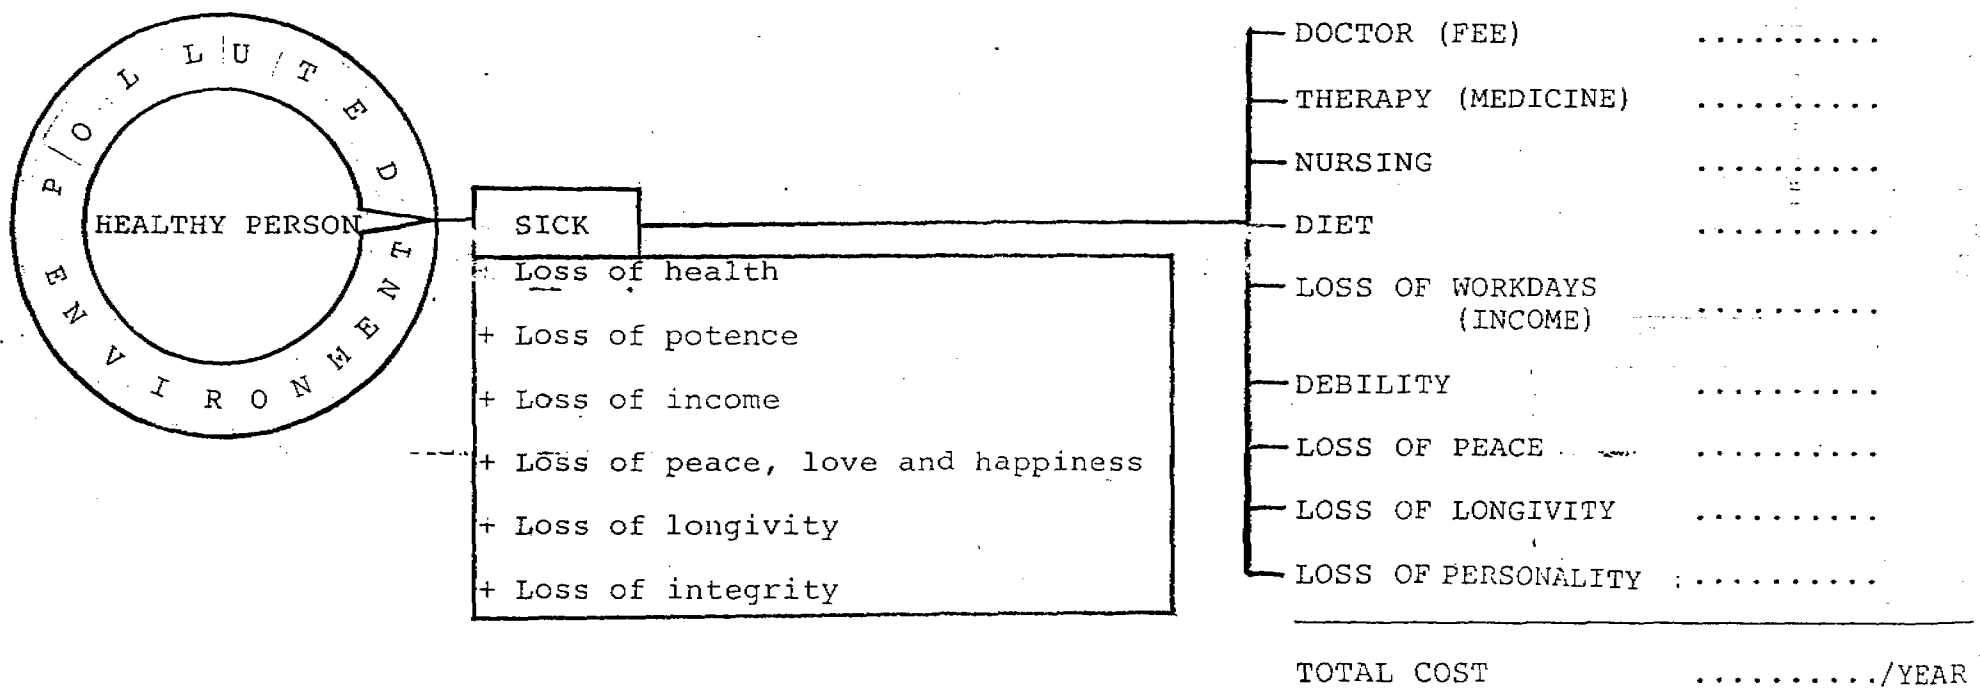 POLLUTED
ENVIRONMENT
HEALTHY PERSON
SICK
+ Loss of health
+ Loss of potence
+ Loss of income
+ Loss of peace, love and happiness
+ Loss of longivity
+ Loss of integrity
DOCTOR (FEE) ..........
THERAPY (MEDICINE) ..........
NURSING ..........
DIET ..........
LOSS OF WORKDAYS
(INCOME) ..........
DEBILITY ..........
LOSS OF PEACE ..........
LOSS OF LONGIVITY ..........
LOSS OF PERSONALITY ..........
TOTAL COST ........../YEAR